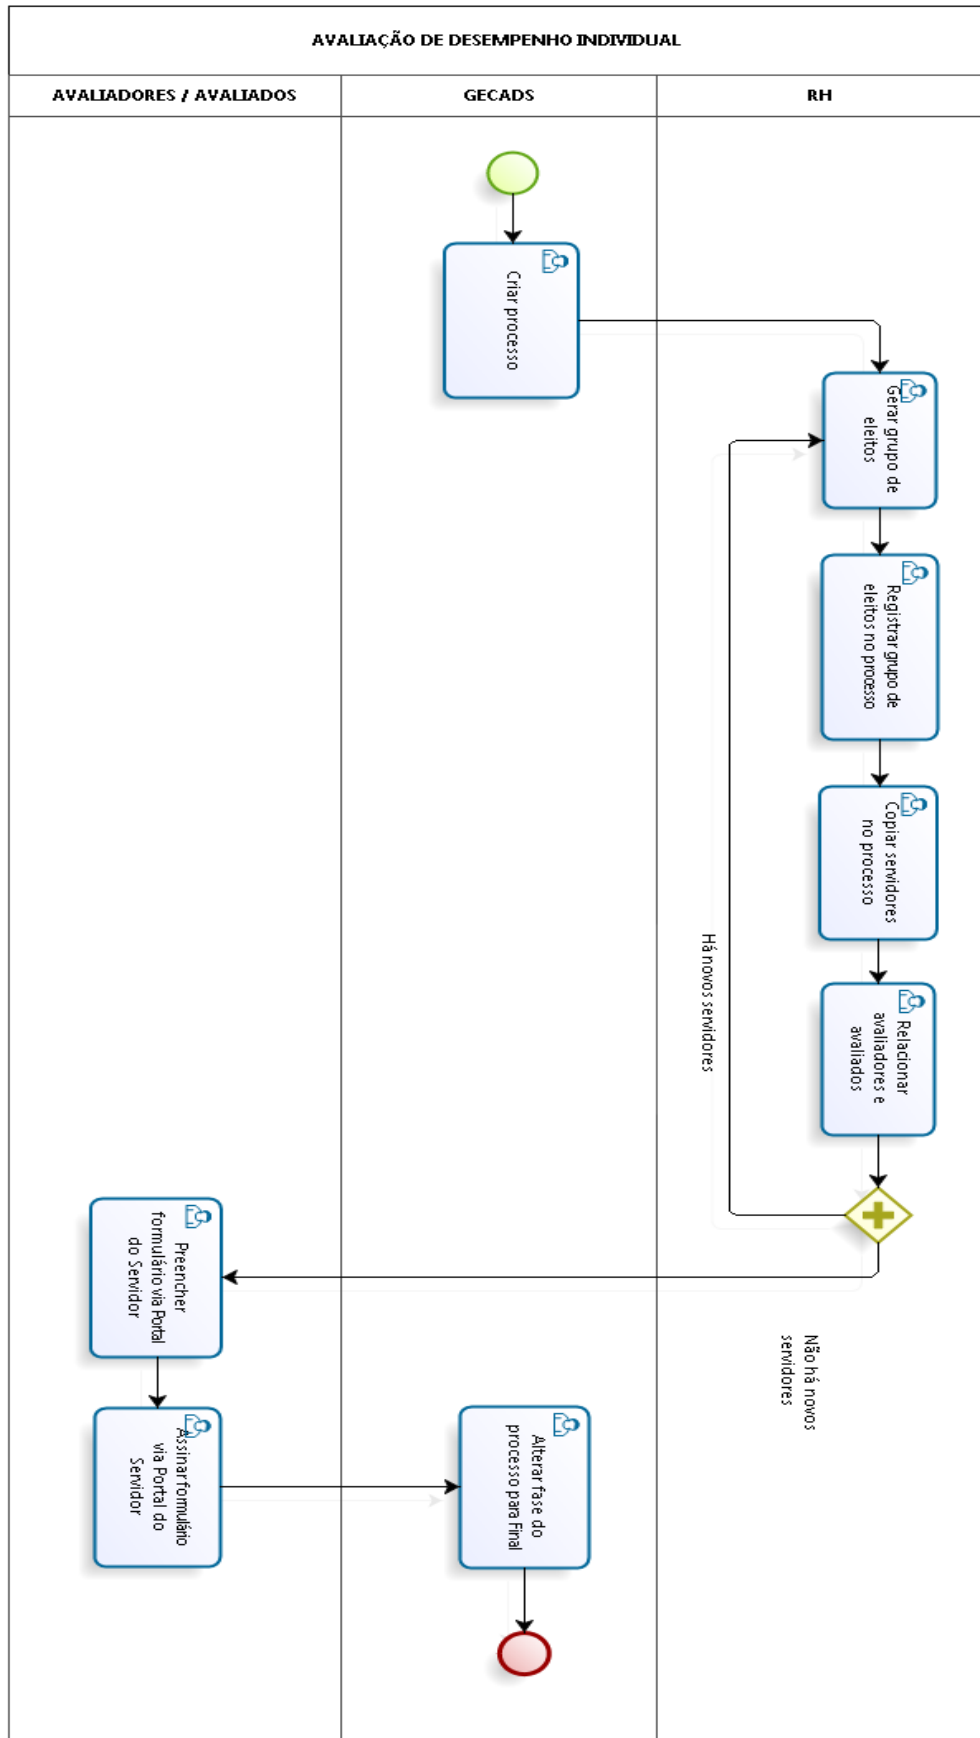 AVALIAÇÃO DE DESEMPENHO INDIVIDUAL
AVALIADORES / AVALIADOS
GECADS
RH
Criar processo
Gerar grupo de
eleitos
Registrar grupo de
eleitos no processo
Copiar servidores
no processo
Relacionar
avaliadores e
avaliados
Há novos servidores
Não há novos
servidores
Preencher
formulário via Portal
do Servidor
Assinar formulário
via Portal do
Servidor
Alterar fase do
processo para Final